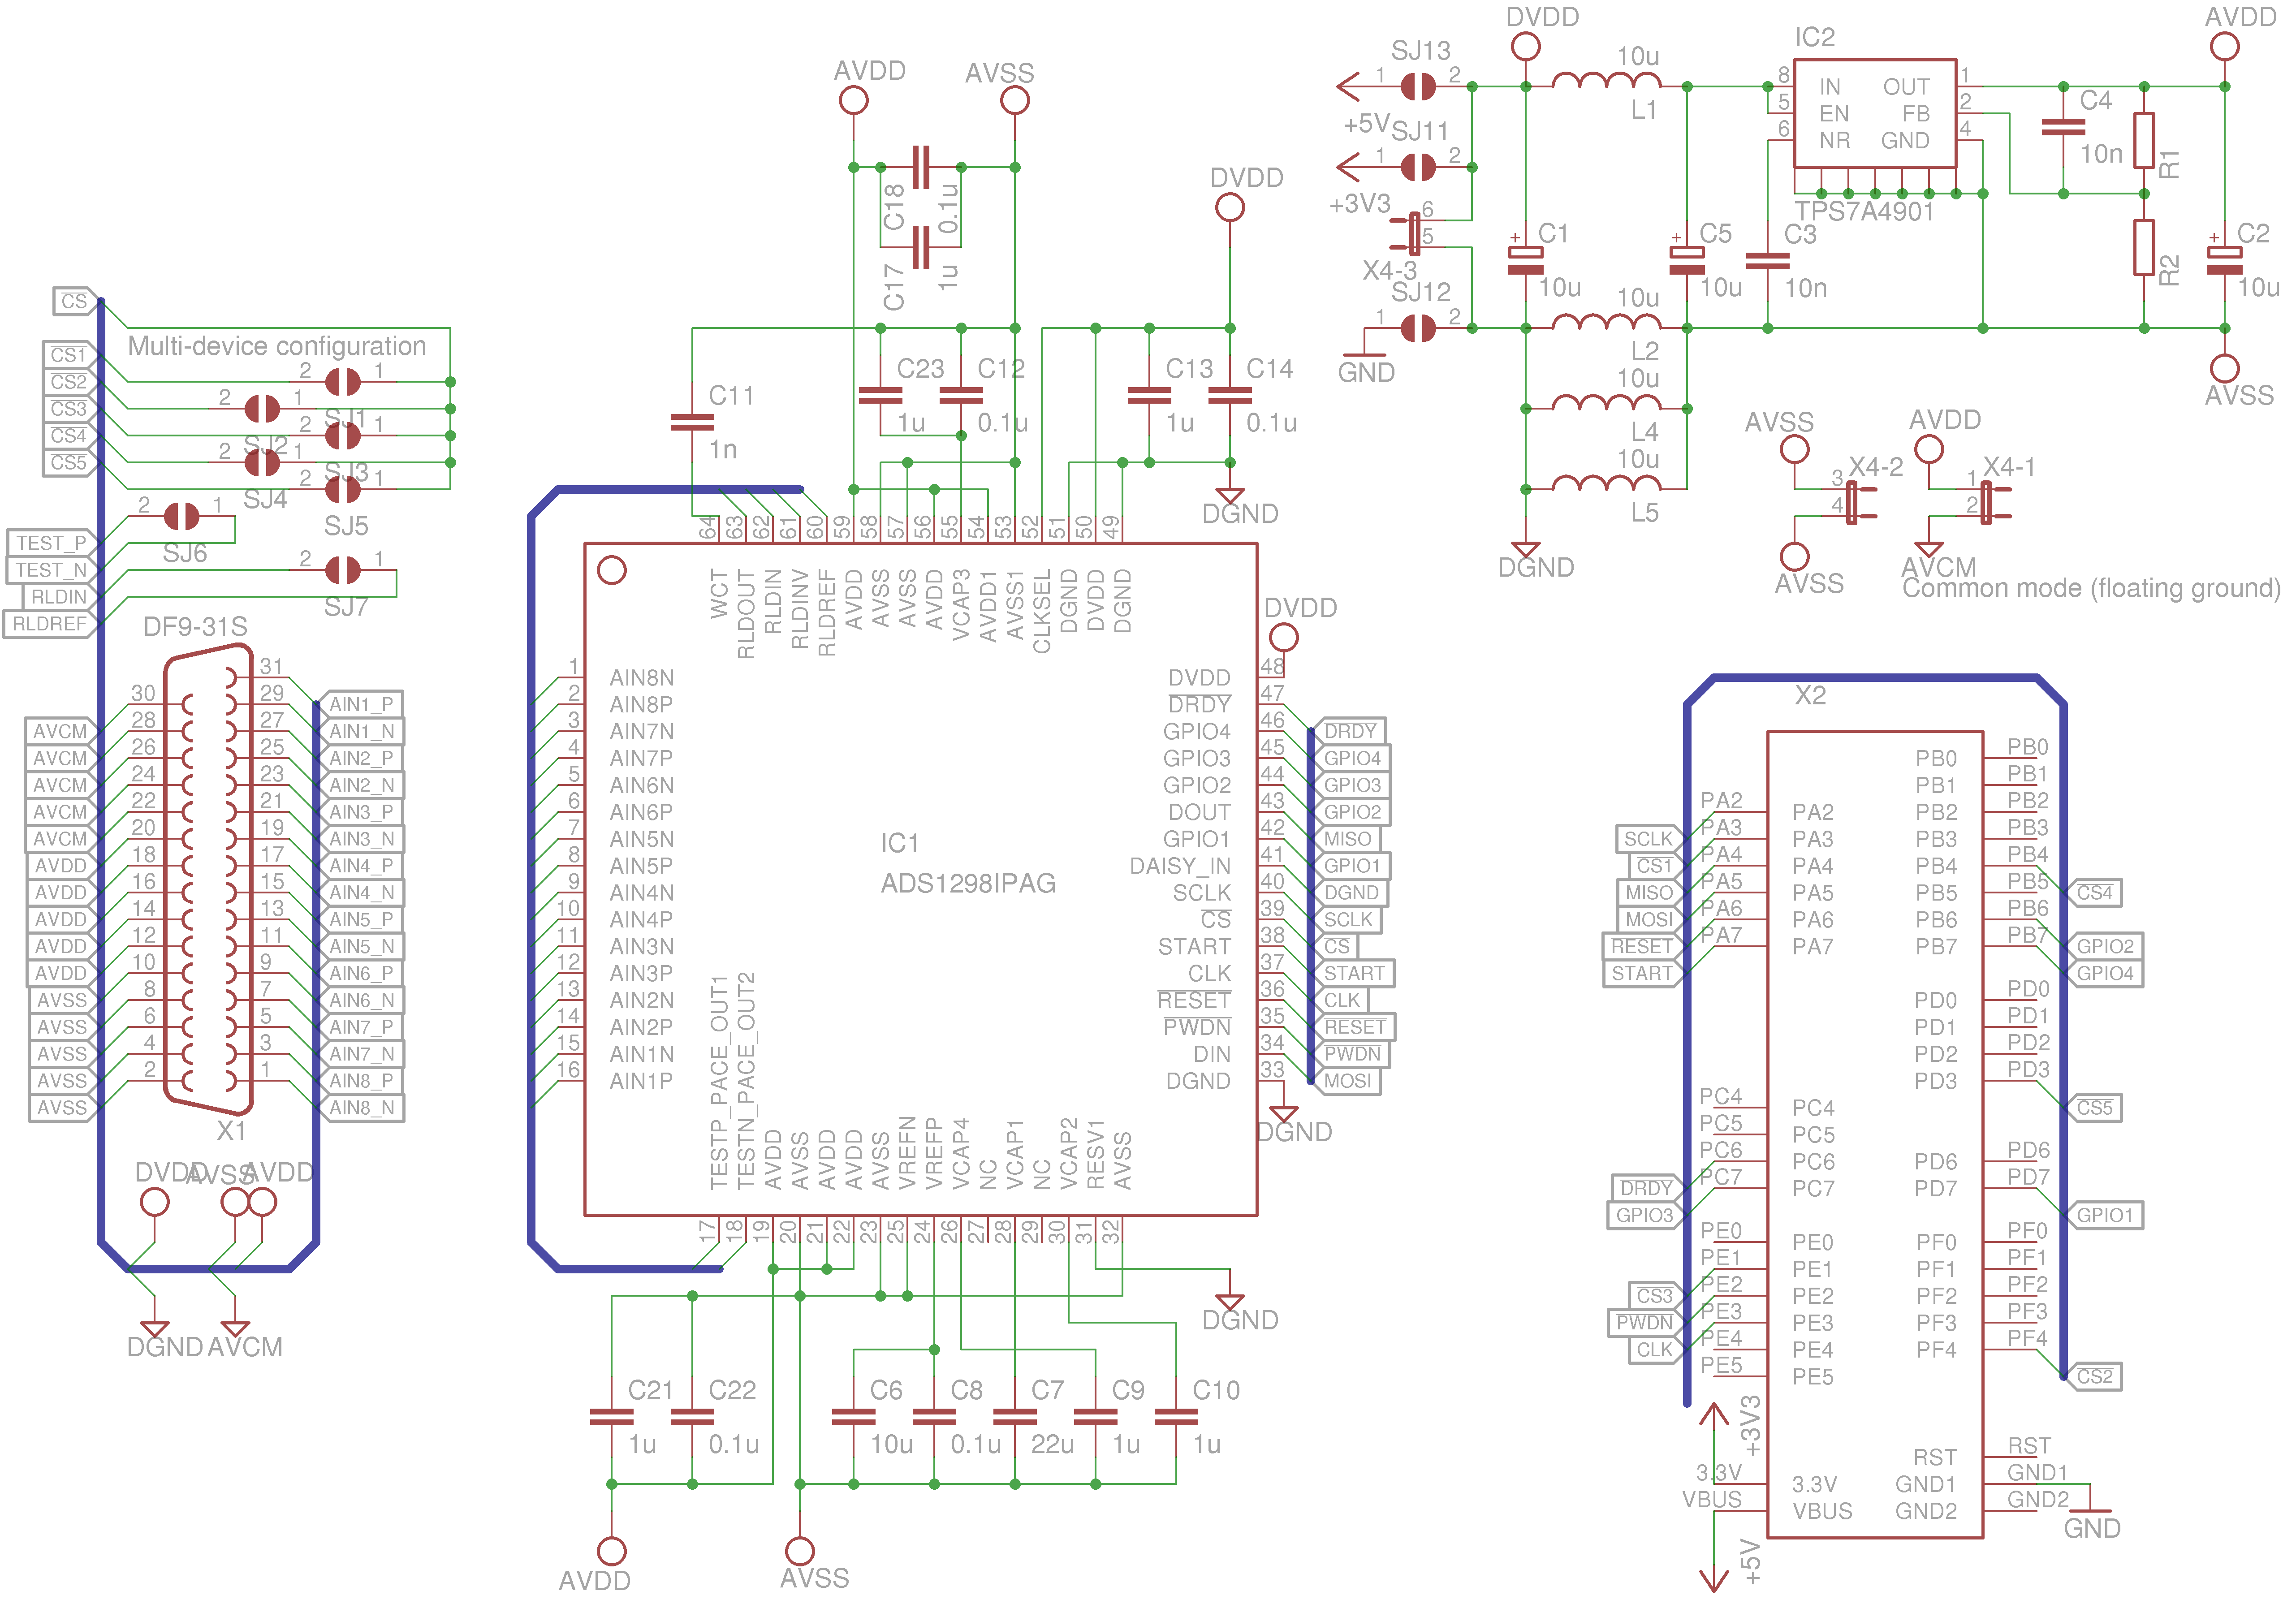 CS
Multi-device configuration
CS1
CS2
CS3
CS4
CS5
2 1
SJ1
2 1
SJ2
2 1
SJ3
2 1
SJ4
2 1
SJ5
2 1
SJ6
2 1
SJ7
TEST_P
TEST_N
RLDIN
RLDREF
DF9-31S
31
30 29 AIN1_P
AVCM 28 27 AIN1_N
AVCM 26 25 AIN2_P
AVCM 24 23 AIN2_N
AVCM 22 21 AIN3_P
AVCM 20 19 AIN3_N
AVDD 18 17 AIN4_P
AVDD 16 15 AIN4_N
AVDD 14 13 AIN5_P
AVDD 12 11 AIN5_N
AVDD 10 9 AIN6_P
AVSS 8 7 AIN6_N
AVSS 6 5 AIN7_P
AVSS 4 3 AIN7_N
AVSS 2 1 AIN8_P
AVSS AIN8_N
X1
DVDD AVSS AVDD
DGND AVCM
AVDD AVSS
C18 0.1u
C17 1u
DVDD
C11 1n
C23 1u
C12 0.1u
C13 1u
C14 0.1u
DGND
64 63 62 61 60 59 58 57 56 55 54 53 52 51 50 49
WCT RLDOUT RLDIN RLDINV RLDREF AVDD AVSS AVSS AVDD VCAP3 AVDD1 AVSS1 CLKSEL DGND DVDD DGND
DVDD
1 AIN8N
2 AIN8P
3 AIN7N
4 AIN7P
5 AIN6N
6 AIN6P
7 AIN5N
8 AIN5P
9 AIN4N
10 AIN4P
11 AIN3N
12 AIN3P
13 AIN2N
14 AIN2P
15 AIN1N
16 AIN1P
IC1
ADS1298IPAG
DVDD 48
DRDY 47
GPIO4 46 DRDY
GPIO3 45 GPIO4
GPIO2 44 GPIO3
DOUT 43 GPIO2
GPIO1 42 MISO
DAISY_IN 41 GPIO1
SCLK 40 DGND
CS 39 SCLK
START 38 CS
CLK 37 START
RESET 36 CLK
PWDN 35 RESET
DIN 34 PWDN
DGND 33 MOSI
DGND
TESTP_PACE_OUT1 TESTN_PACE_OUT2 AVDD AVSS AVDD AVDD AVSS VREFN VREFP VCAP4 NC VCAP1 NC VCAP2 RESV1 AVSS
17 18 19 20 21 22 23 25 24 26 27 28 29 30 31 32
DGND
C21 1u
C22 0.1u
C6 10u
C8 0.1u
C7 22u
C9 1u
C10 1u
AVDD
AVSS
SJ13
1 2
+5V
SJ11
1 2
+3V3
6
5
X4-3
SJ12
1 2
GND
DVDD
10u
L1
C1
10u
C5
10u
10u
L2
10u
L4
10u
L5
DGND
IC2
8 IN OUT 1
5 EN FB 2
6 NR GND 4
TPS7A4901
C3
10n
C4
10n
R1
R2
AVDD
C2
10u
AVSS
AVSS
3
4
X4-2
AVSS
AVDD
1
2
X4-1
AVCM
Common mode (floating ground)
X2
PB0 PB0
PB1 PB1
PA2 PA2 PB2 PB2
SCLK PA3 PA3 PB3 PB3
CS1 PA4 PA4 PB4 PB4
MISO PA5 PA5 PB5 PB5 CS4
MOSI PA6 PA6 PB6 PB6
RESET PA7 PA7 PB7 PB7 GPIO2
START GPIO4
PD0 PD0
PD1 PD1
PD2 PD2
PD3 PD3
PC4 PC4 CS5
PC5 PC5
PC6 PC6 PD6 PD6
DRDY PC7 PC7 PD7 PD7
GPIO3 GPIO1
PE0 PE0 PF0 PF0
PE1 PE1 PF1 PF1
CS3 PE2 PE2 PF2 PF2
PWDN PE3 PE3 PF3 PF3
CLK PE4 PE4 PF4 PF4
PE5 PE5 CS2
+3V3
RST RST
3.3V 3.3V GND1 GND1
VBUS VBUS GND2 GND2
GND
+5V